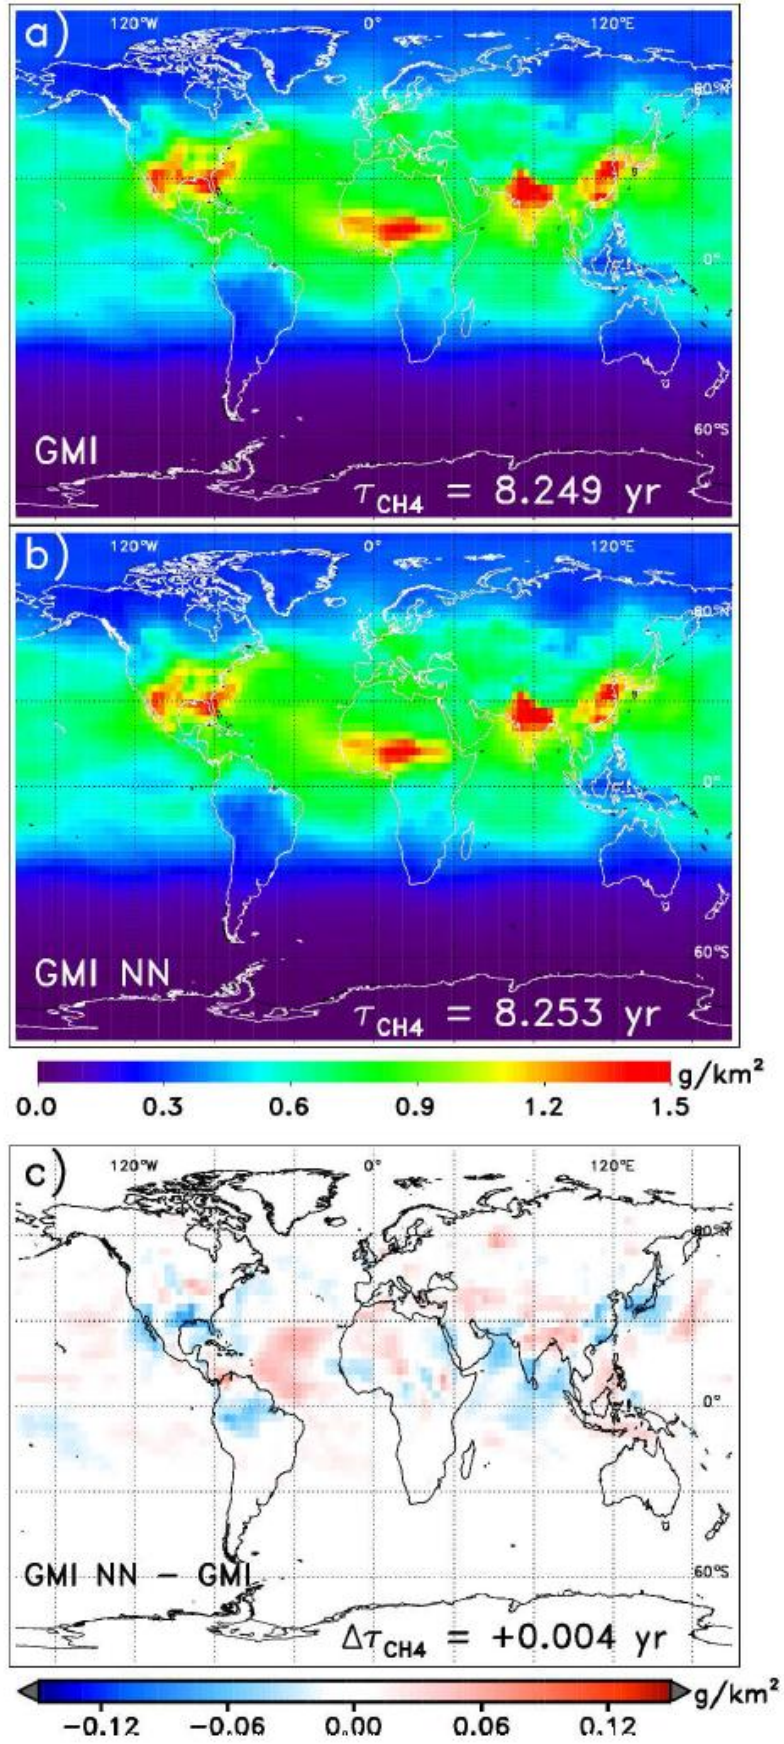 a)
120°W 0° 120°E
60°N
0°
60°S
GMI
τCH4 = 8.249 yr
b)
120°W 0° 120°E
60°N
0°
60°S
GMI NN
τCH4 = 8.253 yr
g/km²
0.0 0.3 0.6 0.9 1.2 1.5
c)
120°W 0° 120°E
60°N
0°
60°S
GMI NN − GMI
ΔτCH4 = +0.004 yr
g/km²
−0.12 −0.06 0.00 0.06 0.12